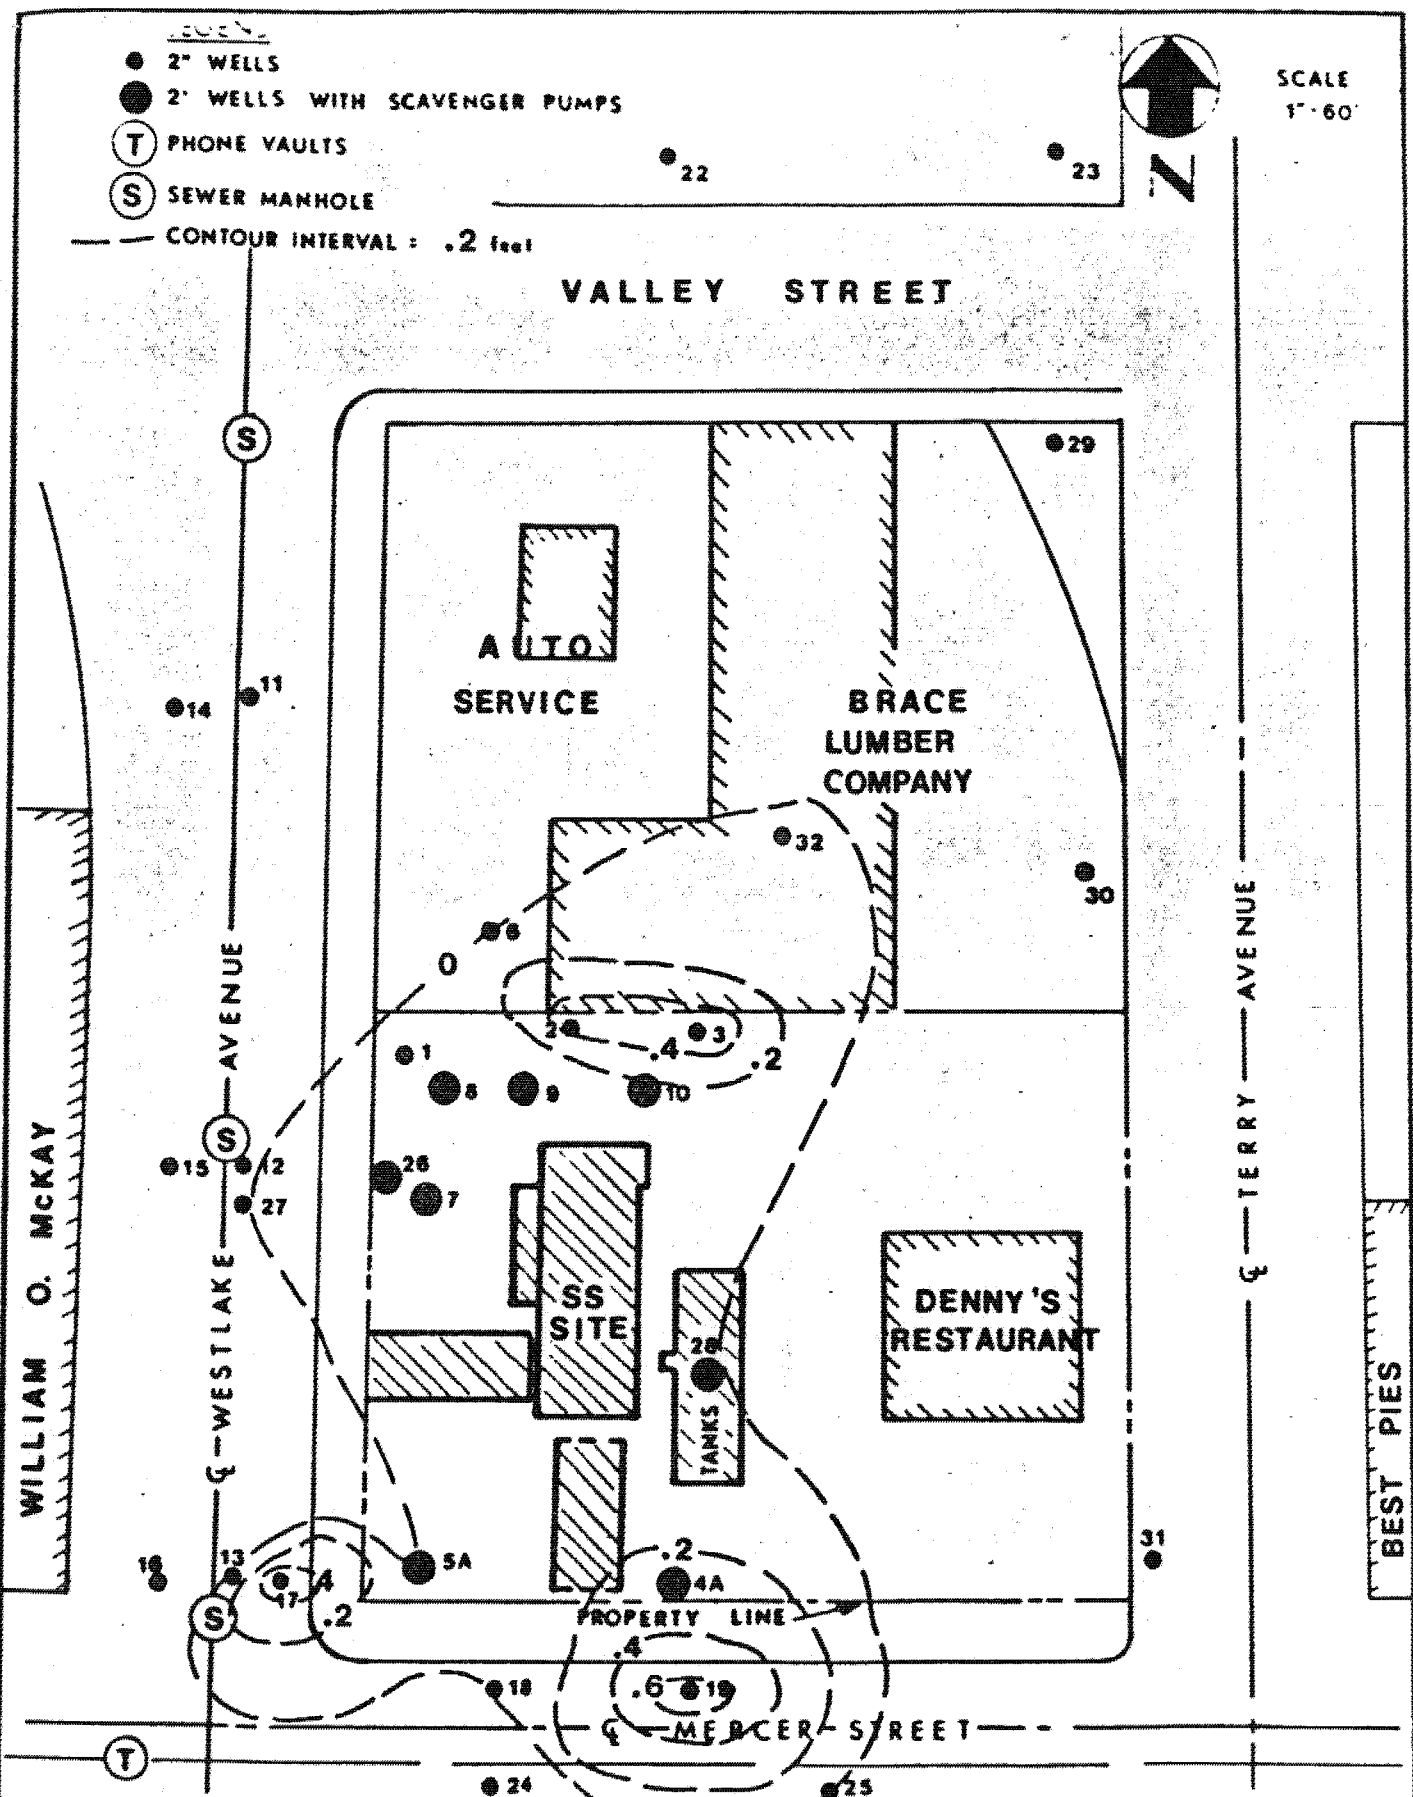 2" WELLS
2' WELLS WITH SCAVENGER PUMPS
T PHONE VAULTS
S SEWER MANHOLE
CONTOUR INTERVAL : .2 feet
SCALE
1"-60'
N
22
23
VALLEY STREET
S
29
AUTO
SERVICE
11
14
BRACE
LUMBER
COMPANY
32
30
6
0
2
3
.4
.2
1
8
9
10
S
15
12
26
7
27
WESTLAKE AVENUE
TERRY AVENUE
WILLIAM O. McKAY
SS
SITE
28
TANKS
DENNY'S
RESTAURANT
BEST PIES
31
16
13
17
.4
.2
S
5A
.2
4A
PROPERTY LINE
.4
.6
19
18
MERCER STREET
T
24
25